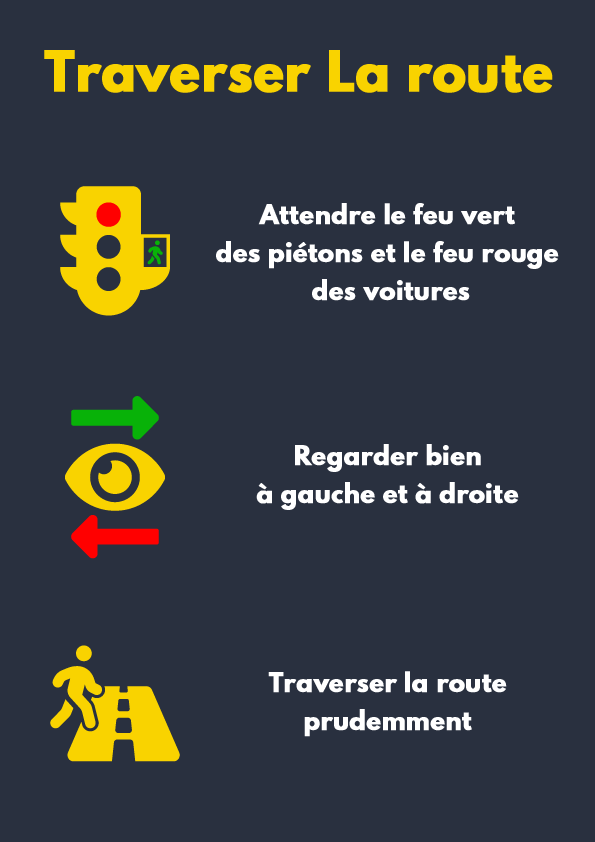 Traverser La route
Attendre le feu vert
des piétons et le feu rouge
des voitures
Regarder bien
à gauche et à droite
Traverser la route
prudemment